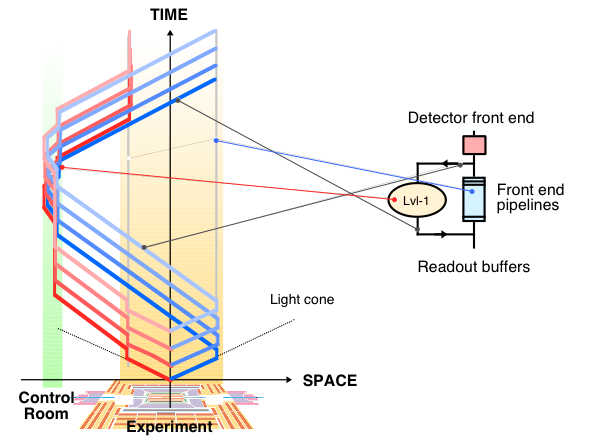 TIME
Detector front end
Lvl-1
Front end
pipelines
Readout buffers
Light cone
SPACE
Control
Room
Experiment